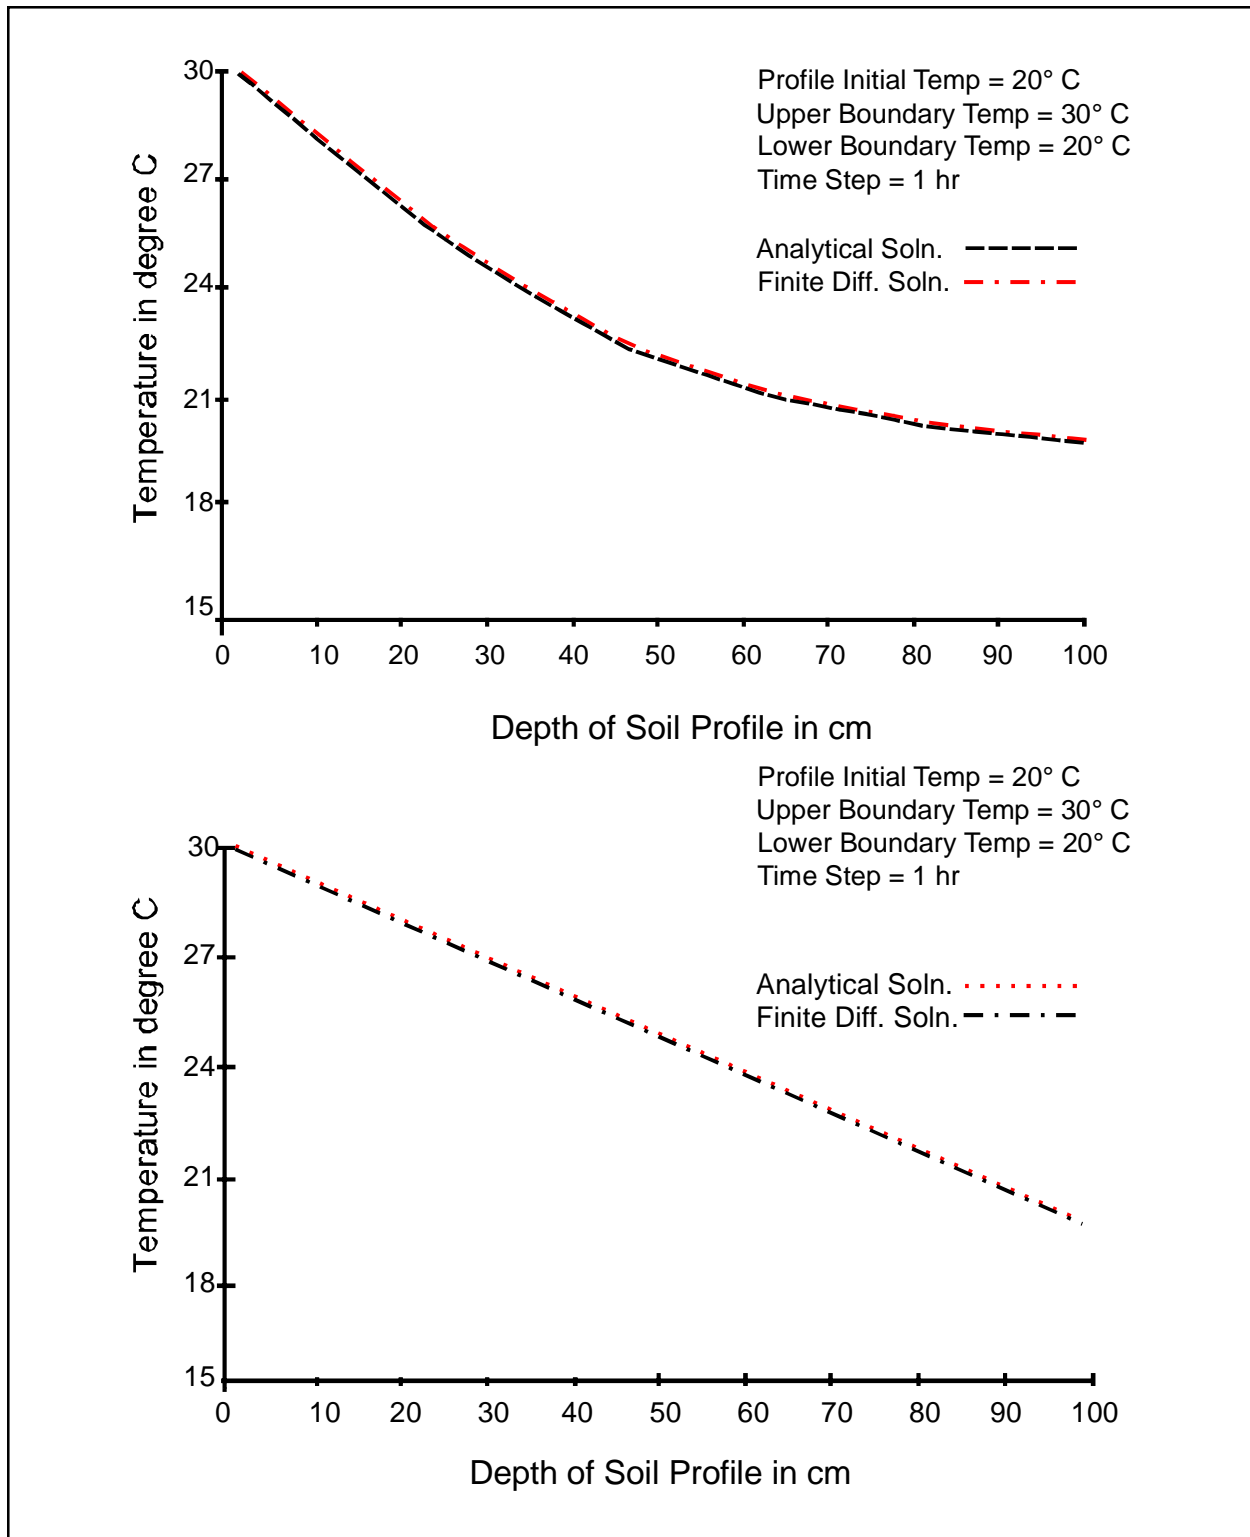 30
27
24
21
18
15
Temperature in degree C
Profile Initial Temp = 20° C
Upper Boundary Temp = 30° C
Lower Boundary Temp = 20° C
Time Step = 1 hr
Analytical Soln.
Finite Diff. Soln.
0 10 20 30 40 50 60 70 80 90 100
Depth of Soil Profile in cm
Profile Initial Temp = 20° C
Upper Boundary Temp = 30° C
Lower Boundary Temp = 20° C
Time Step = 1 hr
30
27
24
21
18
15
Temperature in degree C
Analytical Soln.
Finite Diff. Soln.
0 10 20 30 40 50 60 70 80 90 100
Depth of Soil Profile in cm